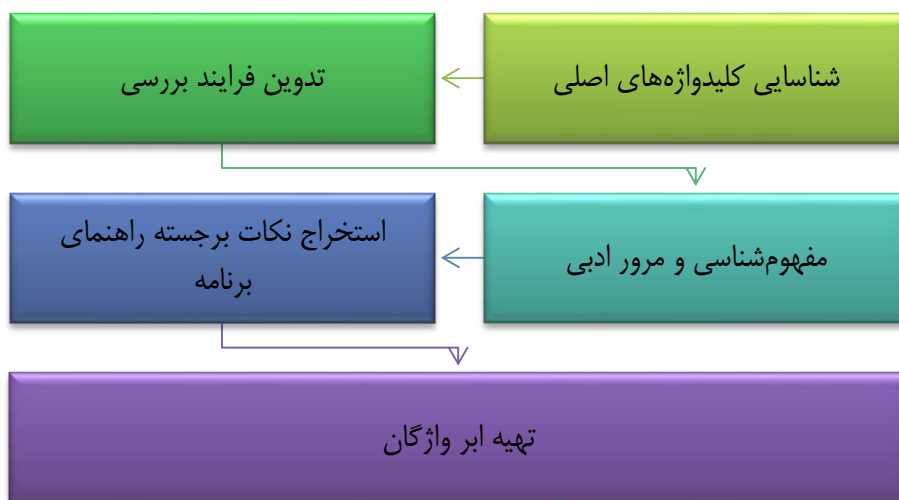 شناسایی کلیدواژه‌های اصلی
تدوین فرایند بررسی
مفهوم‌شناسی و مرور ادبی
استخراج نکات برجسته راهنمای
برنامه
تهیه ابر واژگان